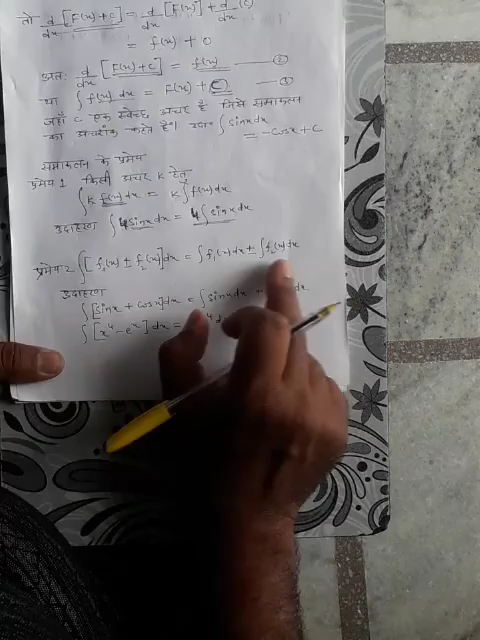 तो d/dx [F(x) + C] = d/dx [F(x)] + d/dx (C)
= f(x) + 0
अतः d/dx [F(x) + C] = f(x) — ②
तथा ∫ f(x) dx = F(x) + C — ①
जहाँ C एक स्वेच्छ अचर है जिसे समाकलन
का अचरांक कहते हैं। ∫ sinx dx
= -cosx + C
समाकलन के प्रमेय
प्रमेय 1 किसी अचर K हेतु
∫ K f(x) dx = K ∫ f(x) dx
उदाहरण ∫ 4 sinx dx = 4 ∫ sinx dx
प्रमेय 2 ∫ [f₁(x) ± f₂(x)] dx = ∫ f₁(x) dx ± ∫ f₂(x) dx
उदाहरण
∫ [sinx + cosx] dx = ∫ sinx dx + dx
∫ [x⁴ - eˣ] dx =